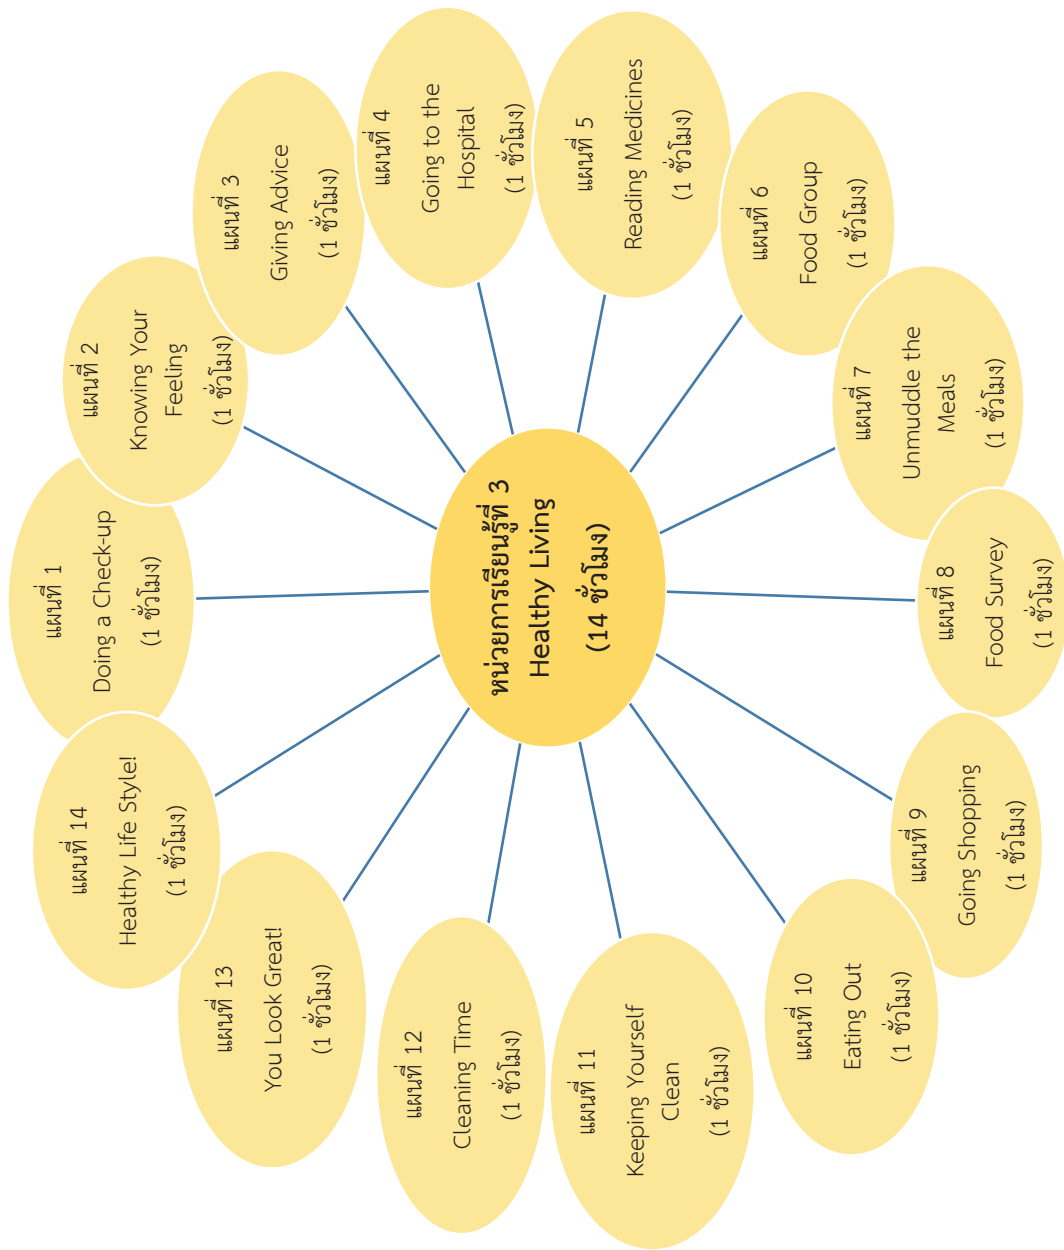 หน่วยการเรียนรู้ที่ 3
Healthy Living
(14 ชั่วโมง)
แผนที่ 1
Doing a Check-up
(1 ชั่วโมง)
แผนที่ 2
Knowing Your
Feeling
(1 ชั่วโมง)
แผนที่ 3
Giving Advice
(1 ชั่วโมง)
แผนที่ 4
Going to the
Hospital
(1 ชั่วโมง)
แผนที่ 5
Reading Medicines
(1 ชั่วโมง)
แผนที่ 6
Food Group
(1 ชั่วโมง)
แผนที่ 7
Unmuddle the
Meals
(1 ชั่วโมง)
แผนที่ 8
Food Survey
(1 ชั่วโมง)
แผนที่ 9
Going Shopping
(1 ชั่วโมง)
แผนที่ 10
Eating Out
(1 ชั่วโมง)
แผนที่ 11
Keeping Yourself
Clean
(1 ชั่วโมง)
แผนที่ 12
Cleaning Time
(1 ชั่วโมง)
แผนที่ 13
You Look Great!
(1 ชั่วโมง)
แผนที่ 14
Healthy Life Style!
(1 ชั่วโมง)